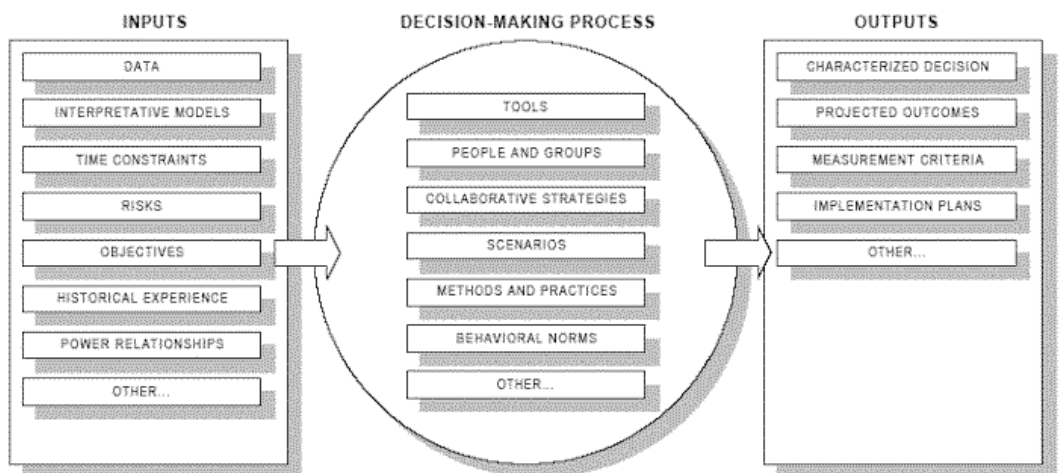 INPUTS
DATA
INTERPRETATIVE MODELS
TIME CONSTRAINTS
RISKS
OBJECTIVES
HISTORICAL EXPERIENCE
POWER RELATIONSHIPS
OTHER...
DECISION-MAKING PROCESS
TOOLS
PEOPLE AND GROUPS
COLLABORATIVE STRATEGIES
SCENARIOS
METHODS AND PRACTICES
BEHAVIORAL NORMS
OTHER...
OUTPUTS
CHARACTERIZED DECISION
PROJECTED OUTCOMES
MEASUREMENT CRITERIA
IMPLEMENTATION PLANS
OTHER...